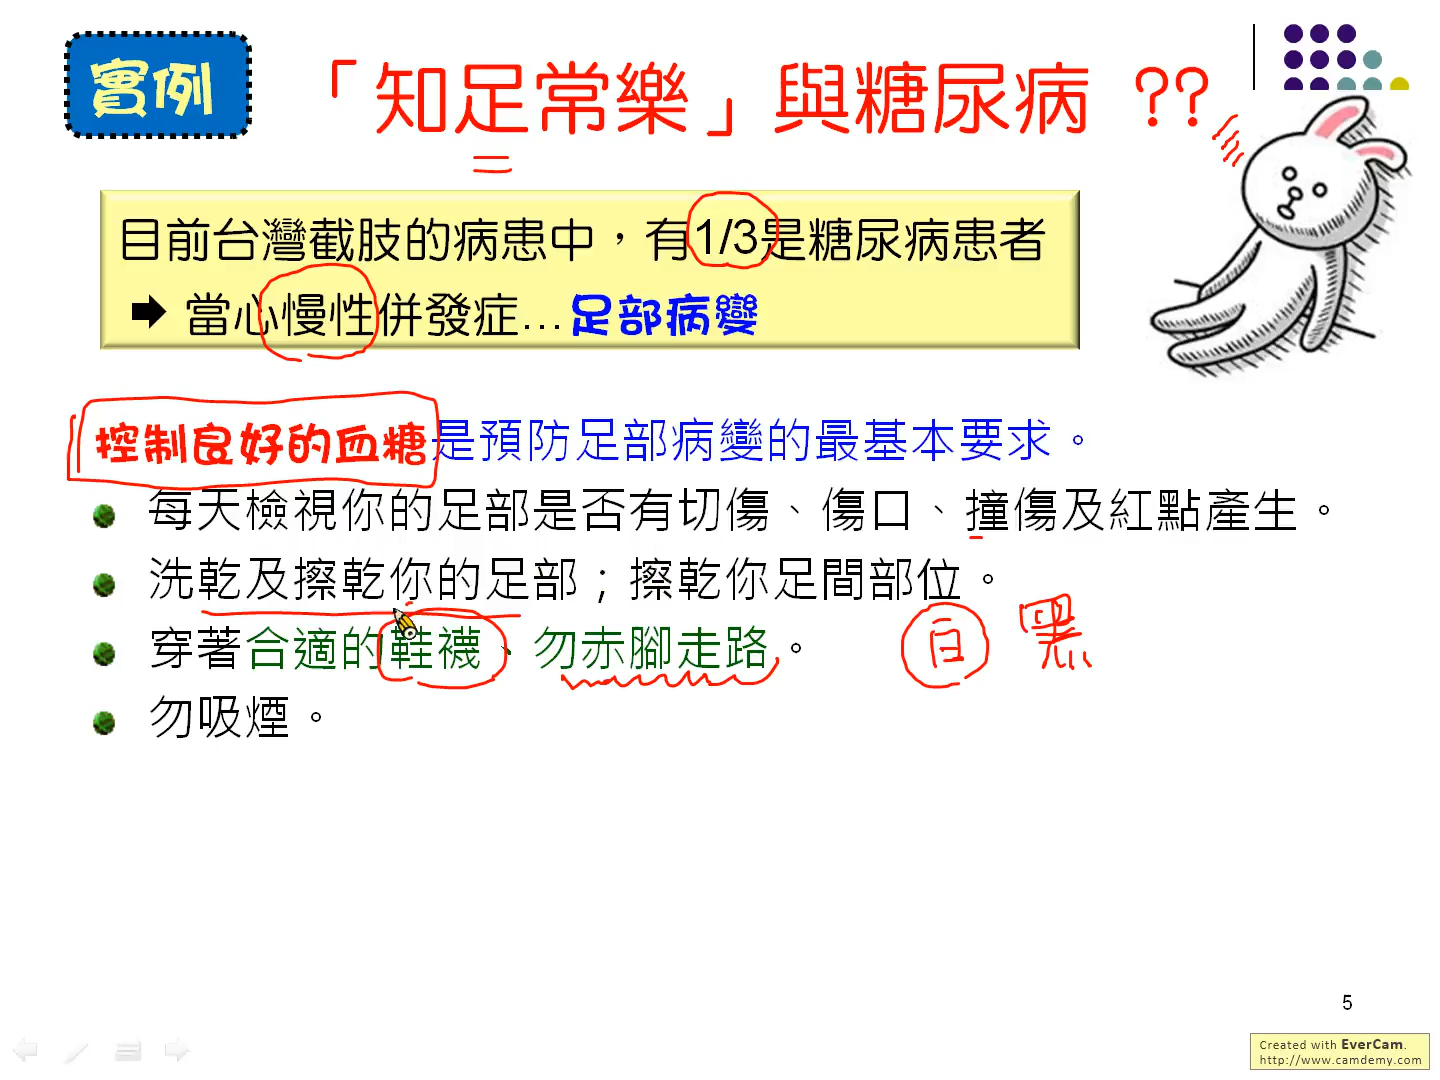 實例
「知足常樂」與糖尿病 ??
目前台灣截肢的病患中，有1/3是糖尿病患者
當心慢性併發症…足部病變
控制良好的血糖是預防足部病變的最基本要求。
每天檢視你的足部是否有切傷、傷口、撞傷及紅點產生。
洗乾及擦乾你的足部；擦乾你足間部位。
穿著合適的鞋襪、勿赤腳走路。
白 黑
勿吸煙。
5
Created with EverCam.
http://www.camdemy.com